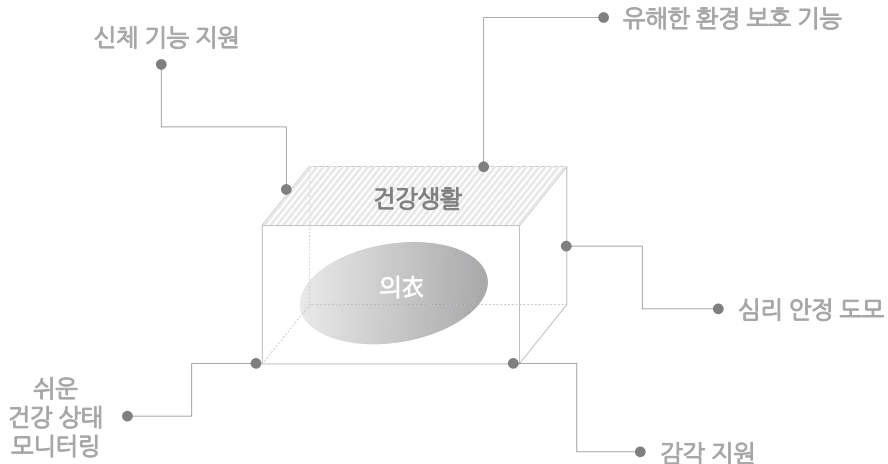 유해한 환경 보호 기능
신체 기능 지원
건강생활
의衣
심리 안정 도모
쉬운
건강 상태
모니터링
감각 지원